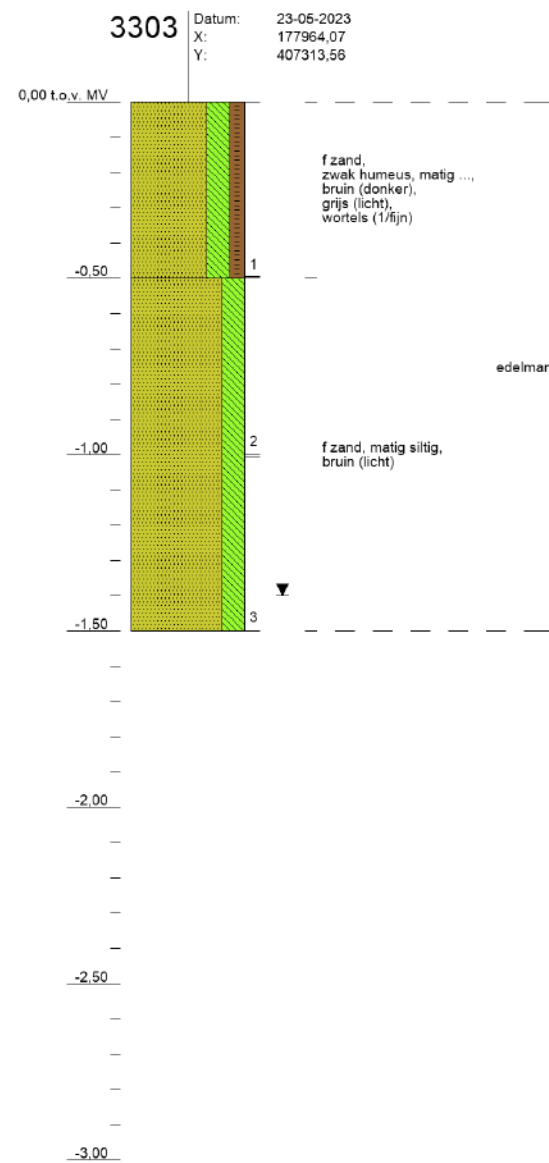 3303
Datum: 23-05-2023
X: 177964,07
Y: 407313,56
0,00 t.o.v. MV
f zand,
zwak humeus, matig ...,
bruin (donker),
grijs (licht),
wortels (1/fijn)
1
-0,50
edelman
2
-1,00
f zand, matig siltig,
bruin (licht)
3
-1,50
-2,00
-2,50
-3,00